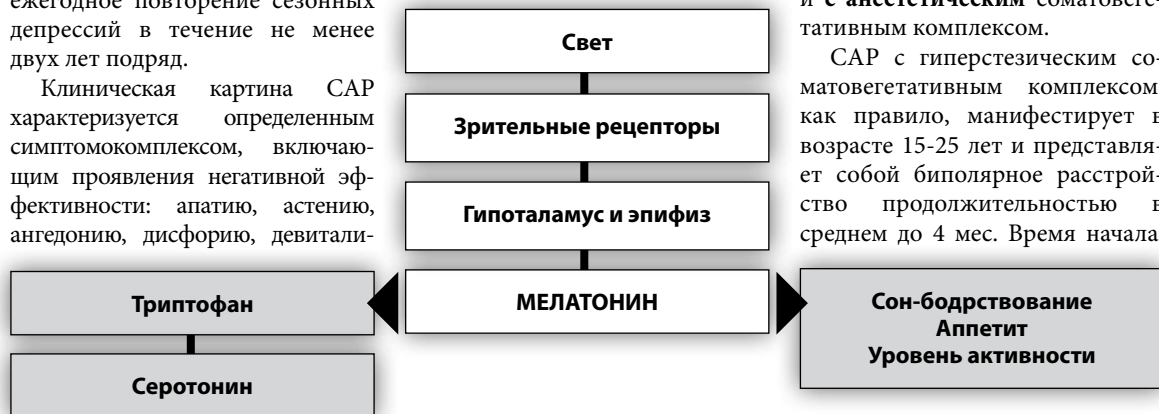 ежегодное повторение сезонных
депрессий в течение не менее
двух лет подряд.
Клиническая картина САР
характеризуется определенным
симптомокомплексом, включаю-
щим проявления негативной эф-
фективности: апатию, астению,
ангедонию, дисфорию, девитали-
Свет
Зрительные рецепторы
Гипоталамус и эпифиз
МЕЛАТОНИН
Триптофан
Серотонин
Сон-бодрствование
Аппетит
Уровень активности
и с анестетическим соматовеге-
тативным комплексом.
САР с гиперстезическим со-
матовегетативным комплексом,
как правило, манифестирует в
возрасте 15-25 лет и представля-
ет собой биполярное расстрой-
ство продолжительностью в
среднем до 4 мес. Время начала